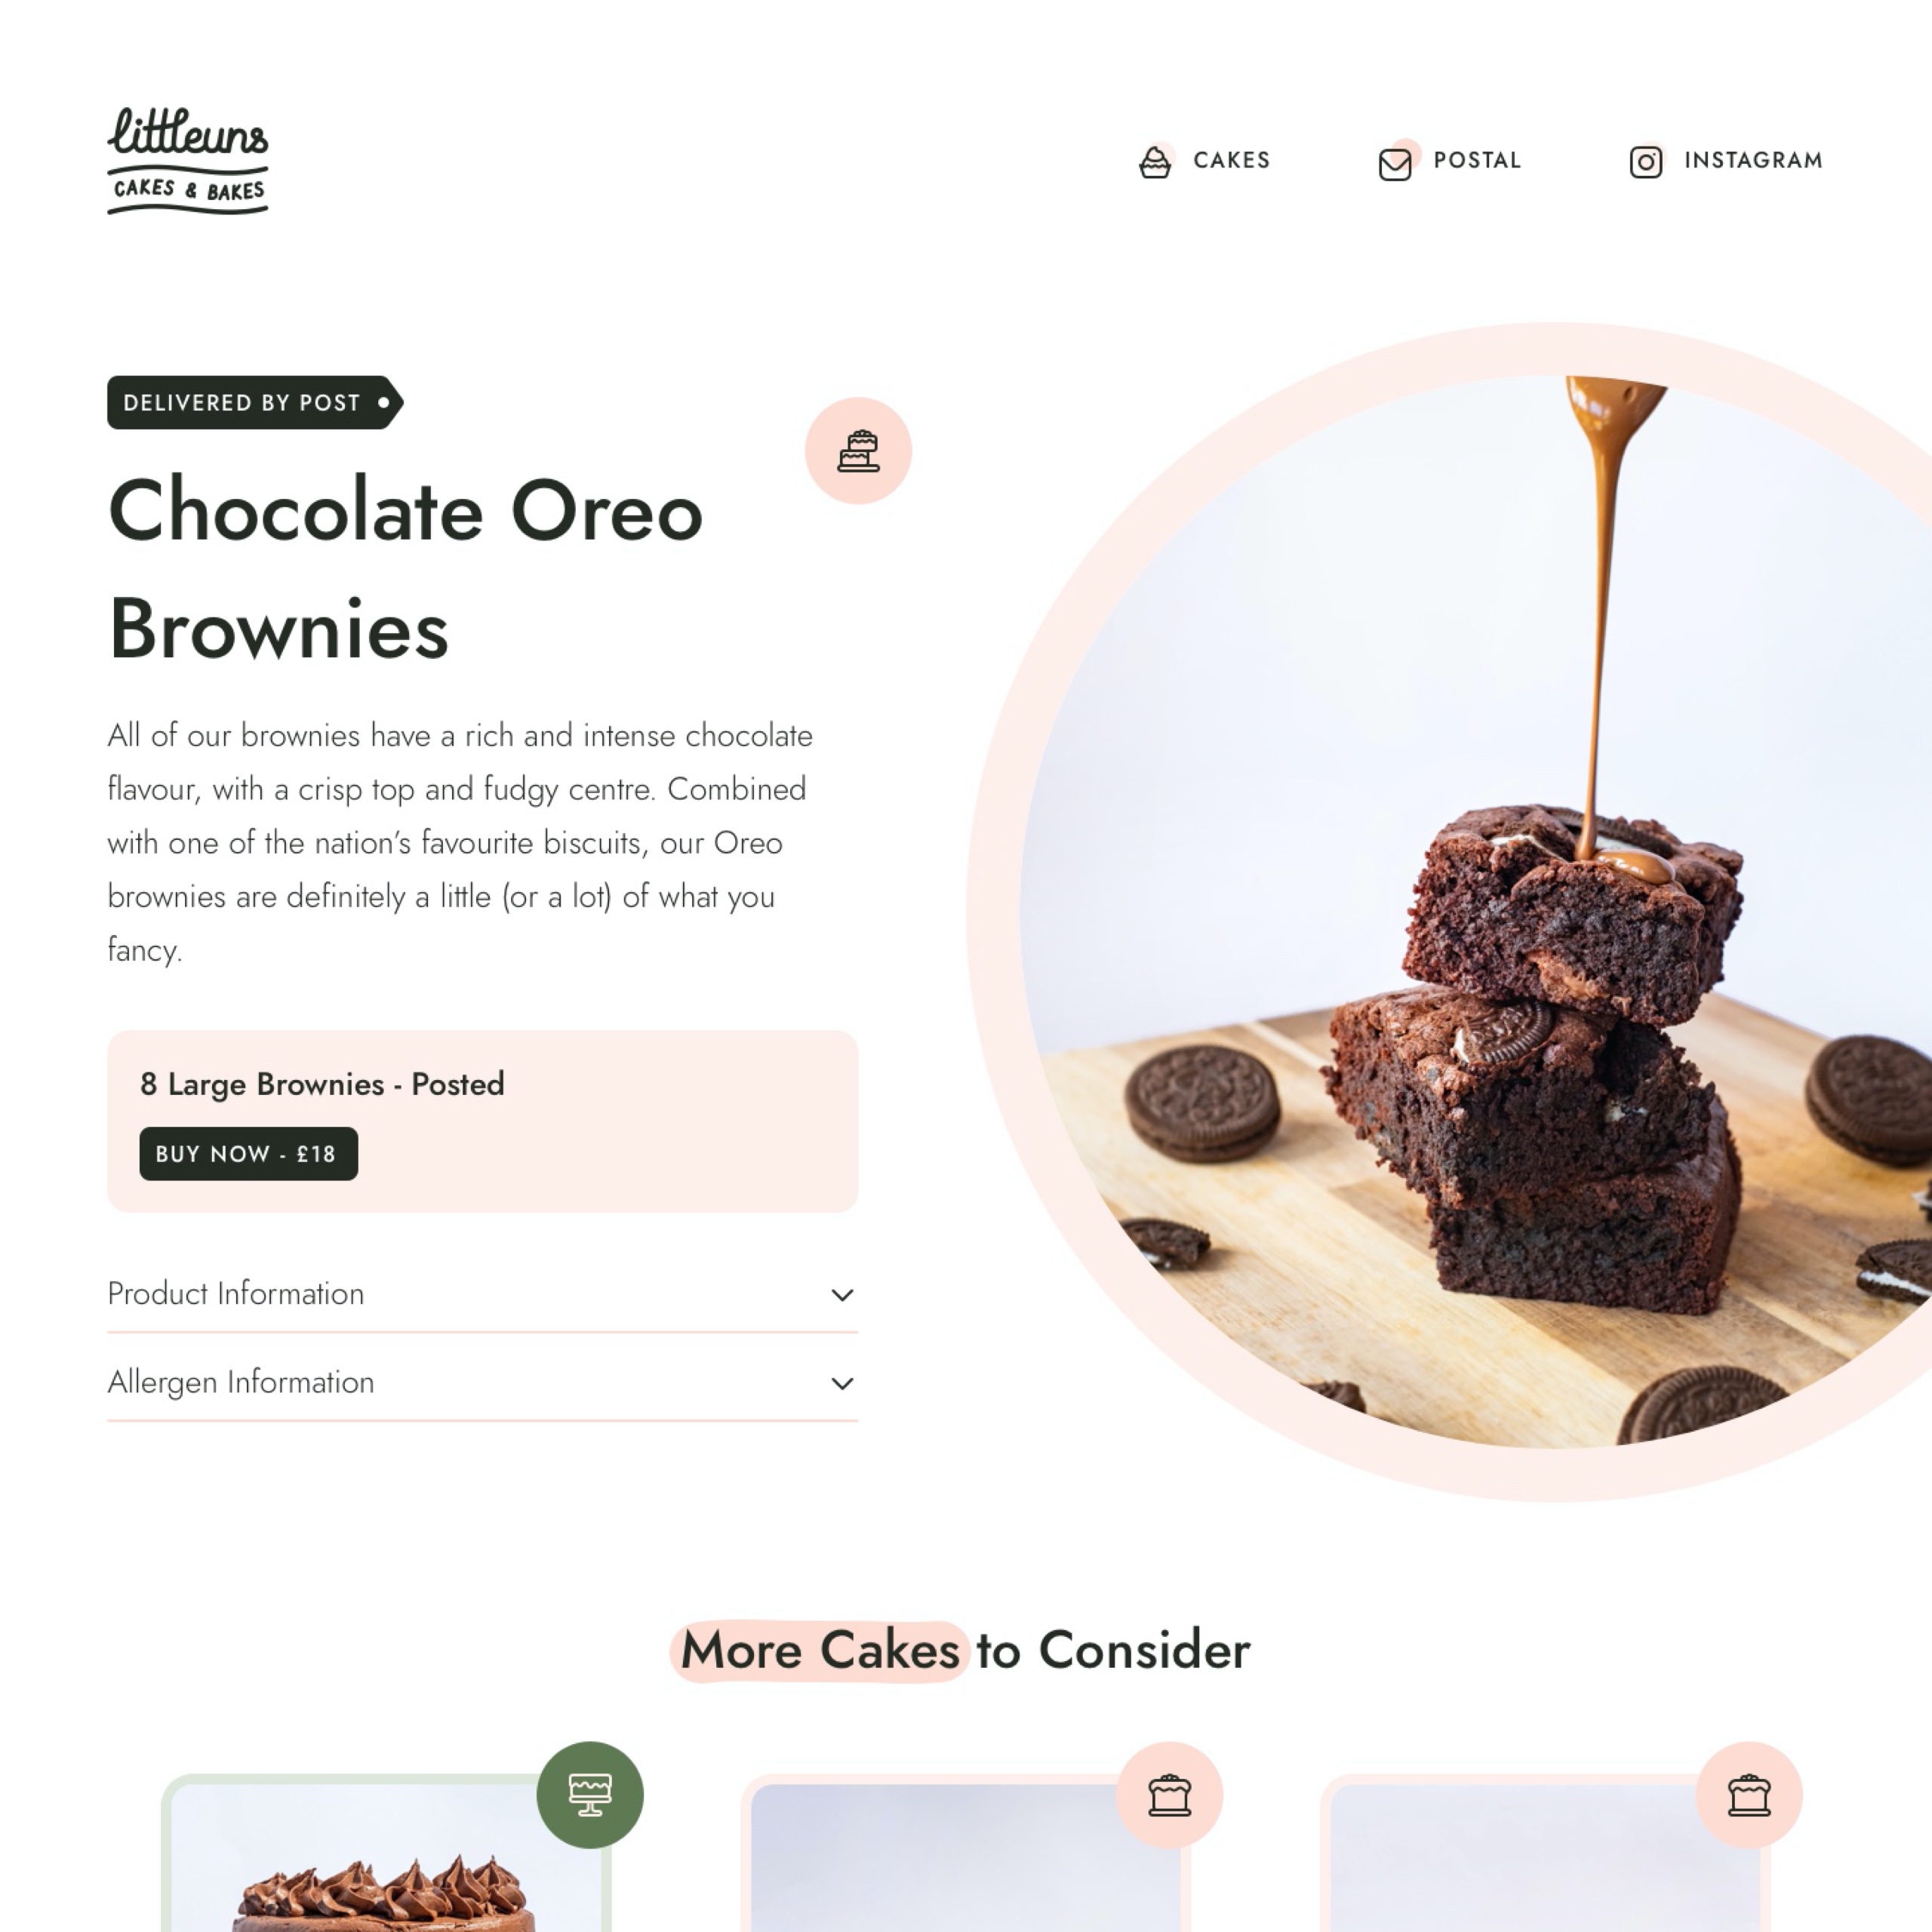 littleuns
CAKES & BAKES
CAKES
POSTAL
INSTAGRAM
DELIVERED BY POST
Chocolate Oreo
Brownies
All of our brownies have a rich and intense chocolate
flavour, with a crisp top and fudgy centre. Combined
with one of the nation’s favourite biscuits, our Oreo
brownies are definitely a little (or a lot) of what you
fancy.
8 Large Brownies - Posted
BUY NOW - £18
Product Information
Allergen Information
More Cakes to Consider